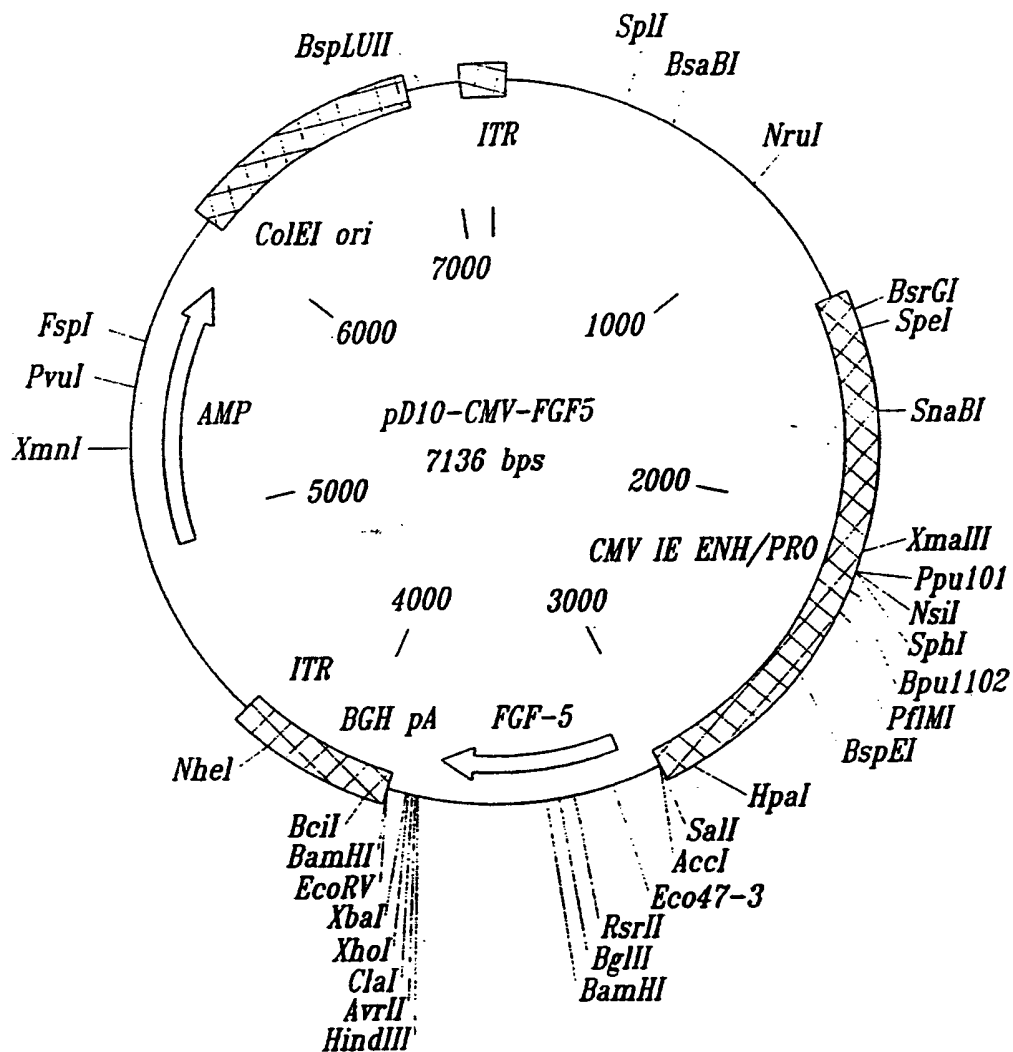 SplI
BspLUII
BsaBI
ITR
NruI
ColEI ori
7000
BsrGI
SpeI
FspI
6000
1000
PvuI
AMP
pD10-CMV-FGF5
SnaBI
XmnI
7136 bps
5000
2000
XmaIII
CMV IE ENH/PRO
Ppu101
4000
3000
NsiI
SphI
ITR
Bpu1102
BGH pA
FGF-5
PflMI
BspEI
NheI
HpaI
BciI
SalI
BamHI
AccI
EcoRV
Eco47-3
XbaI
RsrII
XhoI
BglII
ClaI
BamHI
AvrII
HindIII